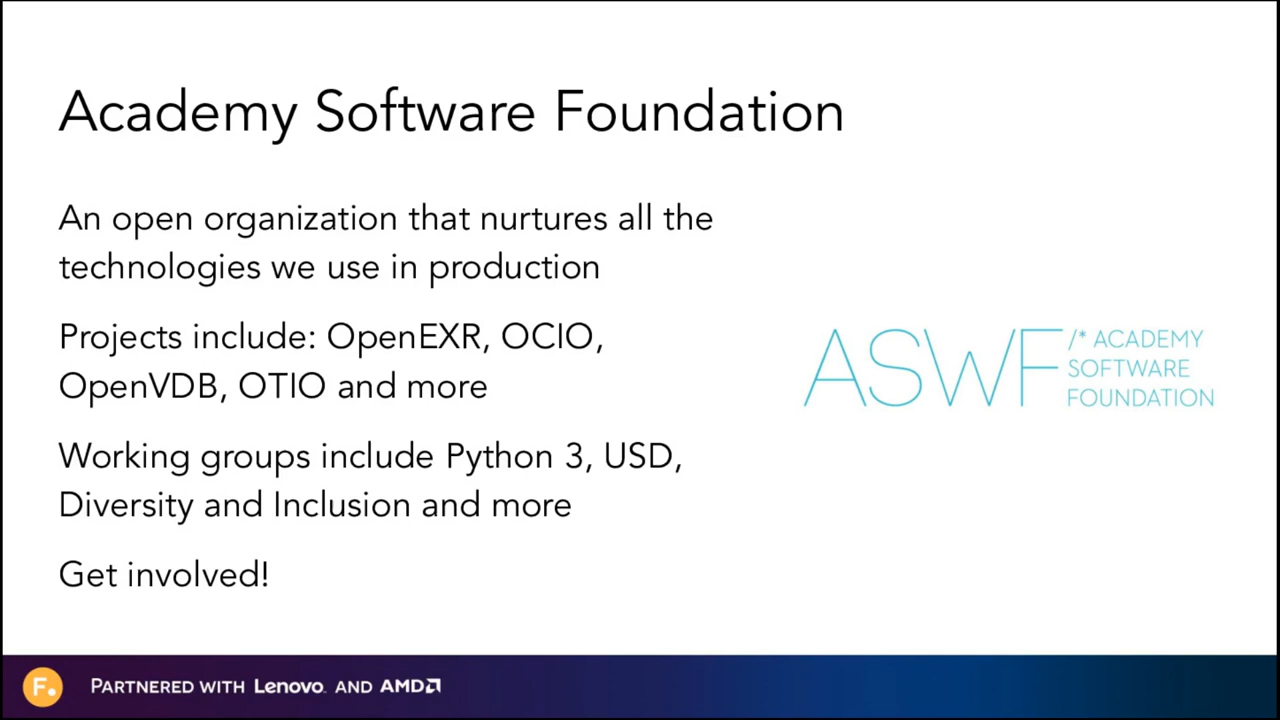 Academy Software Foundation
An open organization that nurtures all the
technologies we use in production
Projects include: OpenEXR, OCIO,
OpenVDB, OTIO and more
Working groups include Python 3, USD,
Diversity and Inclusion and more
Get involved!
ASWF
/* ACADEMY
SOFTWARE
FOUNDATION
F. PARTNERED WITH Lenovo. AND AMD